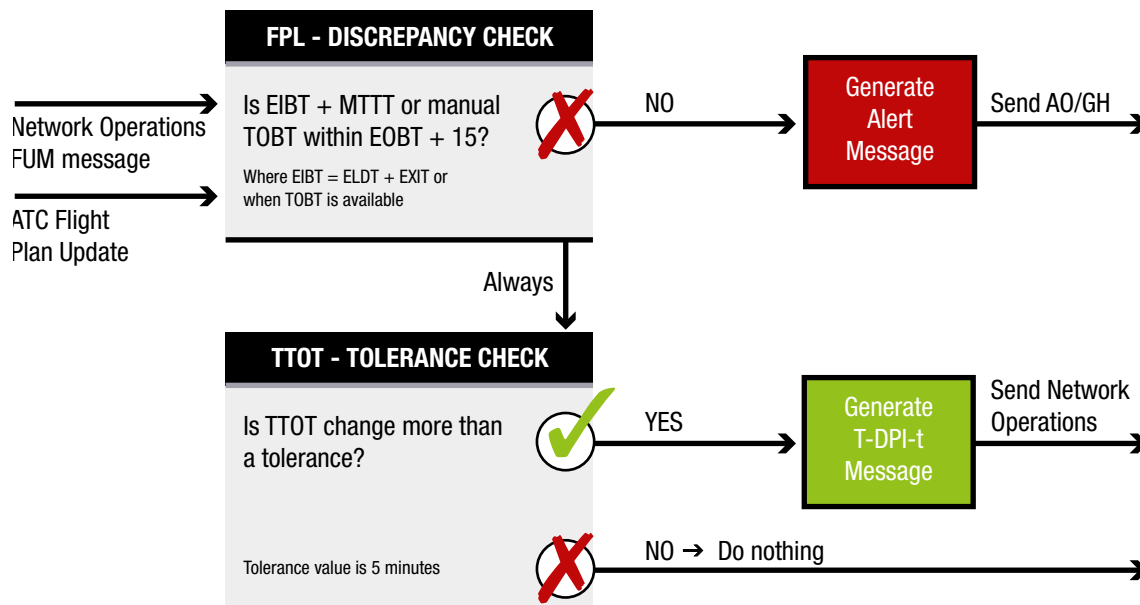 FPL - DISCREPANCY CHECK
Network Operations
FUM message
ATC Flight
Plan Update
Is EIBT + MTTT or manual
TOBT within EOBT + 15?
Where EIBT = ELDT + EXIT or
when TOBT is available
NO
Generate
Alert
Message
Send AO/GH
Always
TTOT - TOLERANCE CHECK
Is TTOT change more than
a tolerance?
YES
Generate
T-DPI-t
Message
Send Network
Operations
Tolerance value is 5 minutes
NO → Do nothing